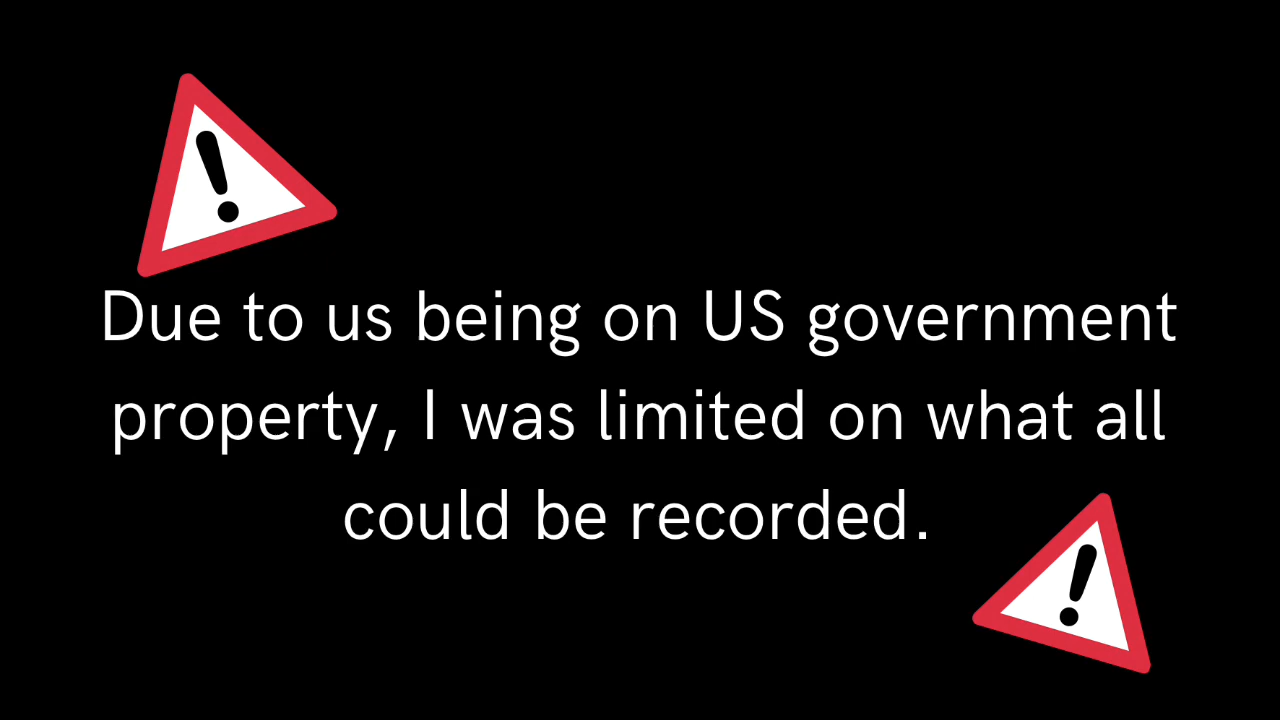 Due to us being on US government
property, I was limited on what all
could be recorded.